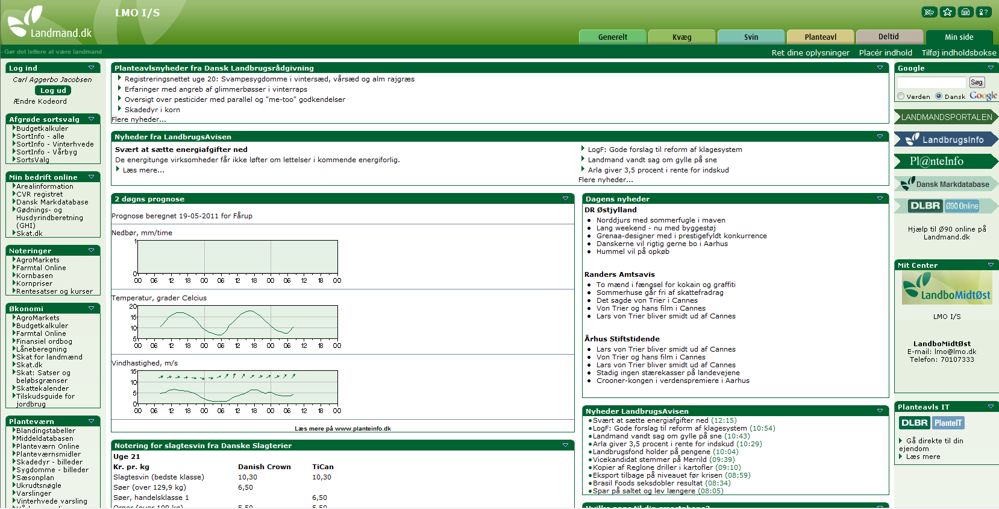 LMO I/S
Landmand.dk
Generelt
Kvæg
Svin
Planteavl
Deltid
Min side
- Gør det lettere at være landmand
Ret dine oplysninger
Placér indhold
Tilføj indholdsbokse
Log ind
Carl Aggerbo Jacobsen
Log ud
Ændre Kodeord
Afgrøde sortsvalg
Budgetkalkuler
SortInfo - alle
SortInfo - Vinterhvede
SortInfo - Vårbyg
SortsValg
Min bedrift online
Arealinformation
CVR registret
Dansk Markdatabase
Gødnings- og
Husdyrindberetning
(GHI)
Skat.dk
Noteringer
AgroMarkets
Farmtal Online
Kornbasen
Kornpriser
Rentesatser og kurser
Økonomi
AgroMarkets
Budgetkalkuler
Farmtal Online
Finansiel ordbog
Låneberegning
Skat for landmænd
Skat.dk
Skat: Satser og
beløbsgrænser
Skattekalender
Tilskudsguide for
jordbrug
Planteværn
Blandingstabeller
Middeldatabasen
Planteværn Online
Planteværnsmidler
Skadedyr - billeder
Sygdomme - billeder
Sæsonplan
Ukrudtsnøgle
Varslinger
Vinterhvede varsling
Planteavlsnyheder fra Dansk Landbrugsrådgivning
Registreringsnettet uge 20: Svampesygdomme i vintersæd, vårsæd og alm rajgræs
Erfaringer med angreb af glimmerbøsser i vinterraps
Oversigt over pesticider med parallel og "me-too" godkendelser
Skadedyr i korn
Flere nyheder...
Nyheder fra LandbrugsAvisen
Svært at sætte energiafgifter ned
De energitunge virksomheder får ikke løfter om lettelser i kommende energiforlig.
Læs mere...
LogF: Gode forslag til reform af klagesystem
Landmand vandt sag om gylle på sne
Arla giver 3,5 procent i rente for indskud
Flere nyheder...
2 døgns prognose
Prognose beregnet 19-05-2011 for Fårup
Nedbør, mm/time
1
0
00 06 12 18 00 06 12 18 00 06 12 18 00
Temperatur, grader Celcius
20
15
10
5
00 06 12 18 00 06 12 18 00 06 12 18 00
Vindhastighed, m/s
15
10
5
0
00 06 12 18 00 06 12 18 00 06 12 18 00
Læs mere på www.planteinfo.dk
Notering for slagtesvin fra Danske Slagterier
Uge 21
Kr. pr. kg Danish Crown TiCan
Slagtesvin (bedste klasse) 10,30 10,30
Søer (over 129,9 kg) 6,50
Søer, handelsklasse 1 6,50
Orner (over 100 kg) 5,50 5,50
Dagens nyheder
DR Østjylland
Norddjurs med sommerfugle i maven
Lang weekend - nu med byggestøj
Grenaa-designer med i prestigefyldt konkurrence
Danskerne vil rigtig gerne bo i Aarhus
Hummel vil på opkøb
Randers Amtsavis
To mænd i fængsel for kokain og graffiti
Sommerhuse går fri af skattefradrag
Det sagde von Trier i Cannes
Von Trier og hans film i Cannes
Lars von Trier bliver smidt ud af Cannes
Århus Stiftstidende
Lars von Trier bliver smidt ud af Cannes
Von Trier og hans film i Cannes
Lars von Trier bliver smidt ud af Cannes
Stadig ingen stærekasser på landevejene
Crooner-kongen i verdenspremiere i Aarhus
Nyheder LandbrugsAvisen
Svært at sætte energiafgifter ned (12:15)
LogF: Gode forslag til reform af klagesystem (10:54)
Landmand vandt sag om gylle på sne (10:43)
Arla giver 3,5 procent i rente for indskud (10:29)
Landbrugsfond holder på pengene (10:04)
Vicekandidat stemmer på Merrild (09:39)
Kopier af Reglone driller i kartofler (09:10)
Eksport tilbage på niveauet før krisen (08:59)
Brasil Foods seksdobler resultat (08:34)
Spar på saltet og lev længere (08:05)
Hvilke apps til din smartphone?
Google
Søg
Verden
Dansk
Google
LANDMANDSPORTALEN
LandbrugsInfo
Pl@nteInfo
Dansk Markdatabase
DLBR Ø90 Online
Hjælp til Ø90 online på
Landmand.dk
Mit Center
LandboMidtØst
LMO I/S
LandboMidtØst
E-mail: lmo@lmo.dk
Telefon: 70107333
Planteavls IT
DLBR PlanteIT
Gå direkte til din
ejendom
Læs mere